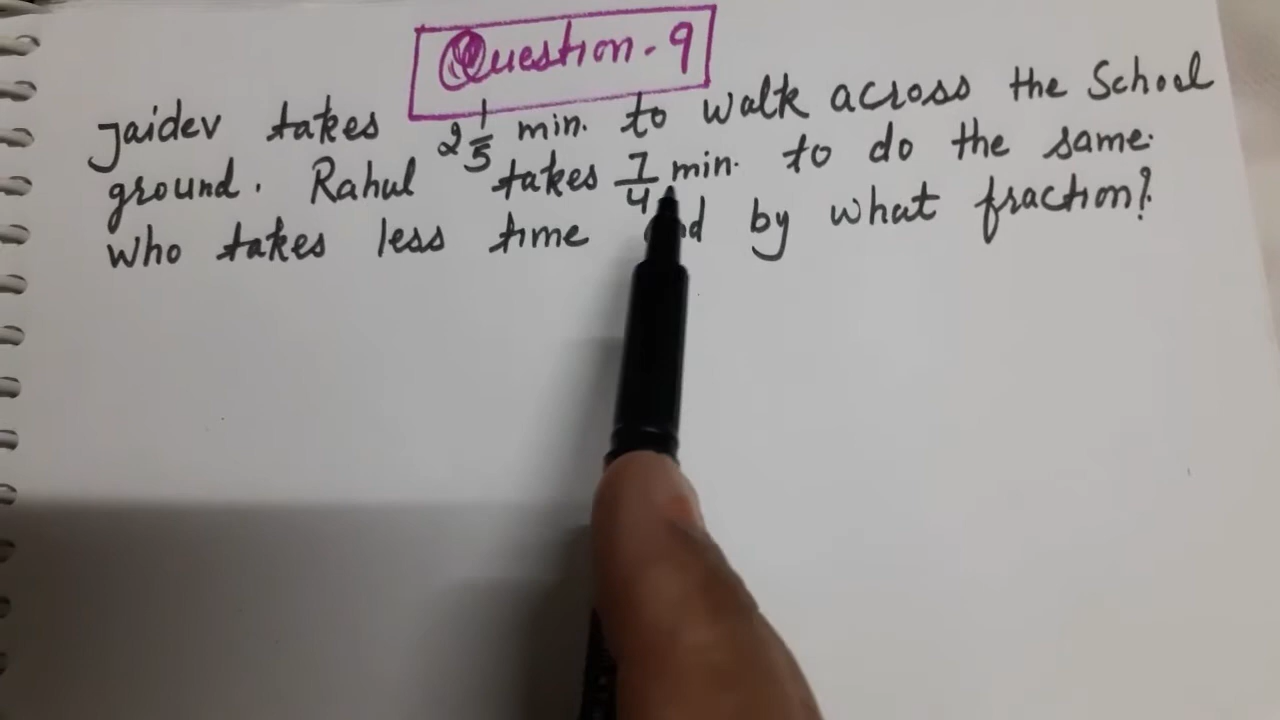 Question-9
Jaidev takes 2 1/5 min. to walk across the School
ground. Rahul takes 7/4 min. to do the same.
Who takes less time and by what fraction?